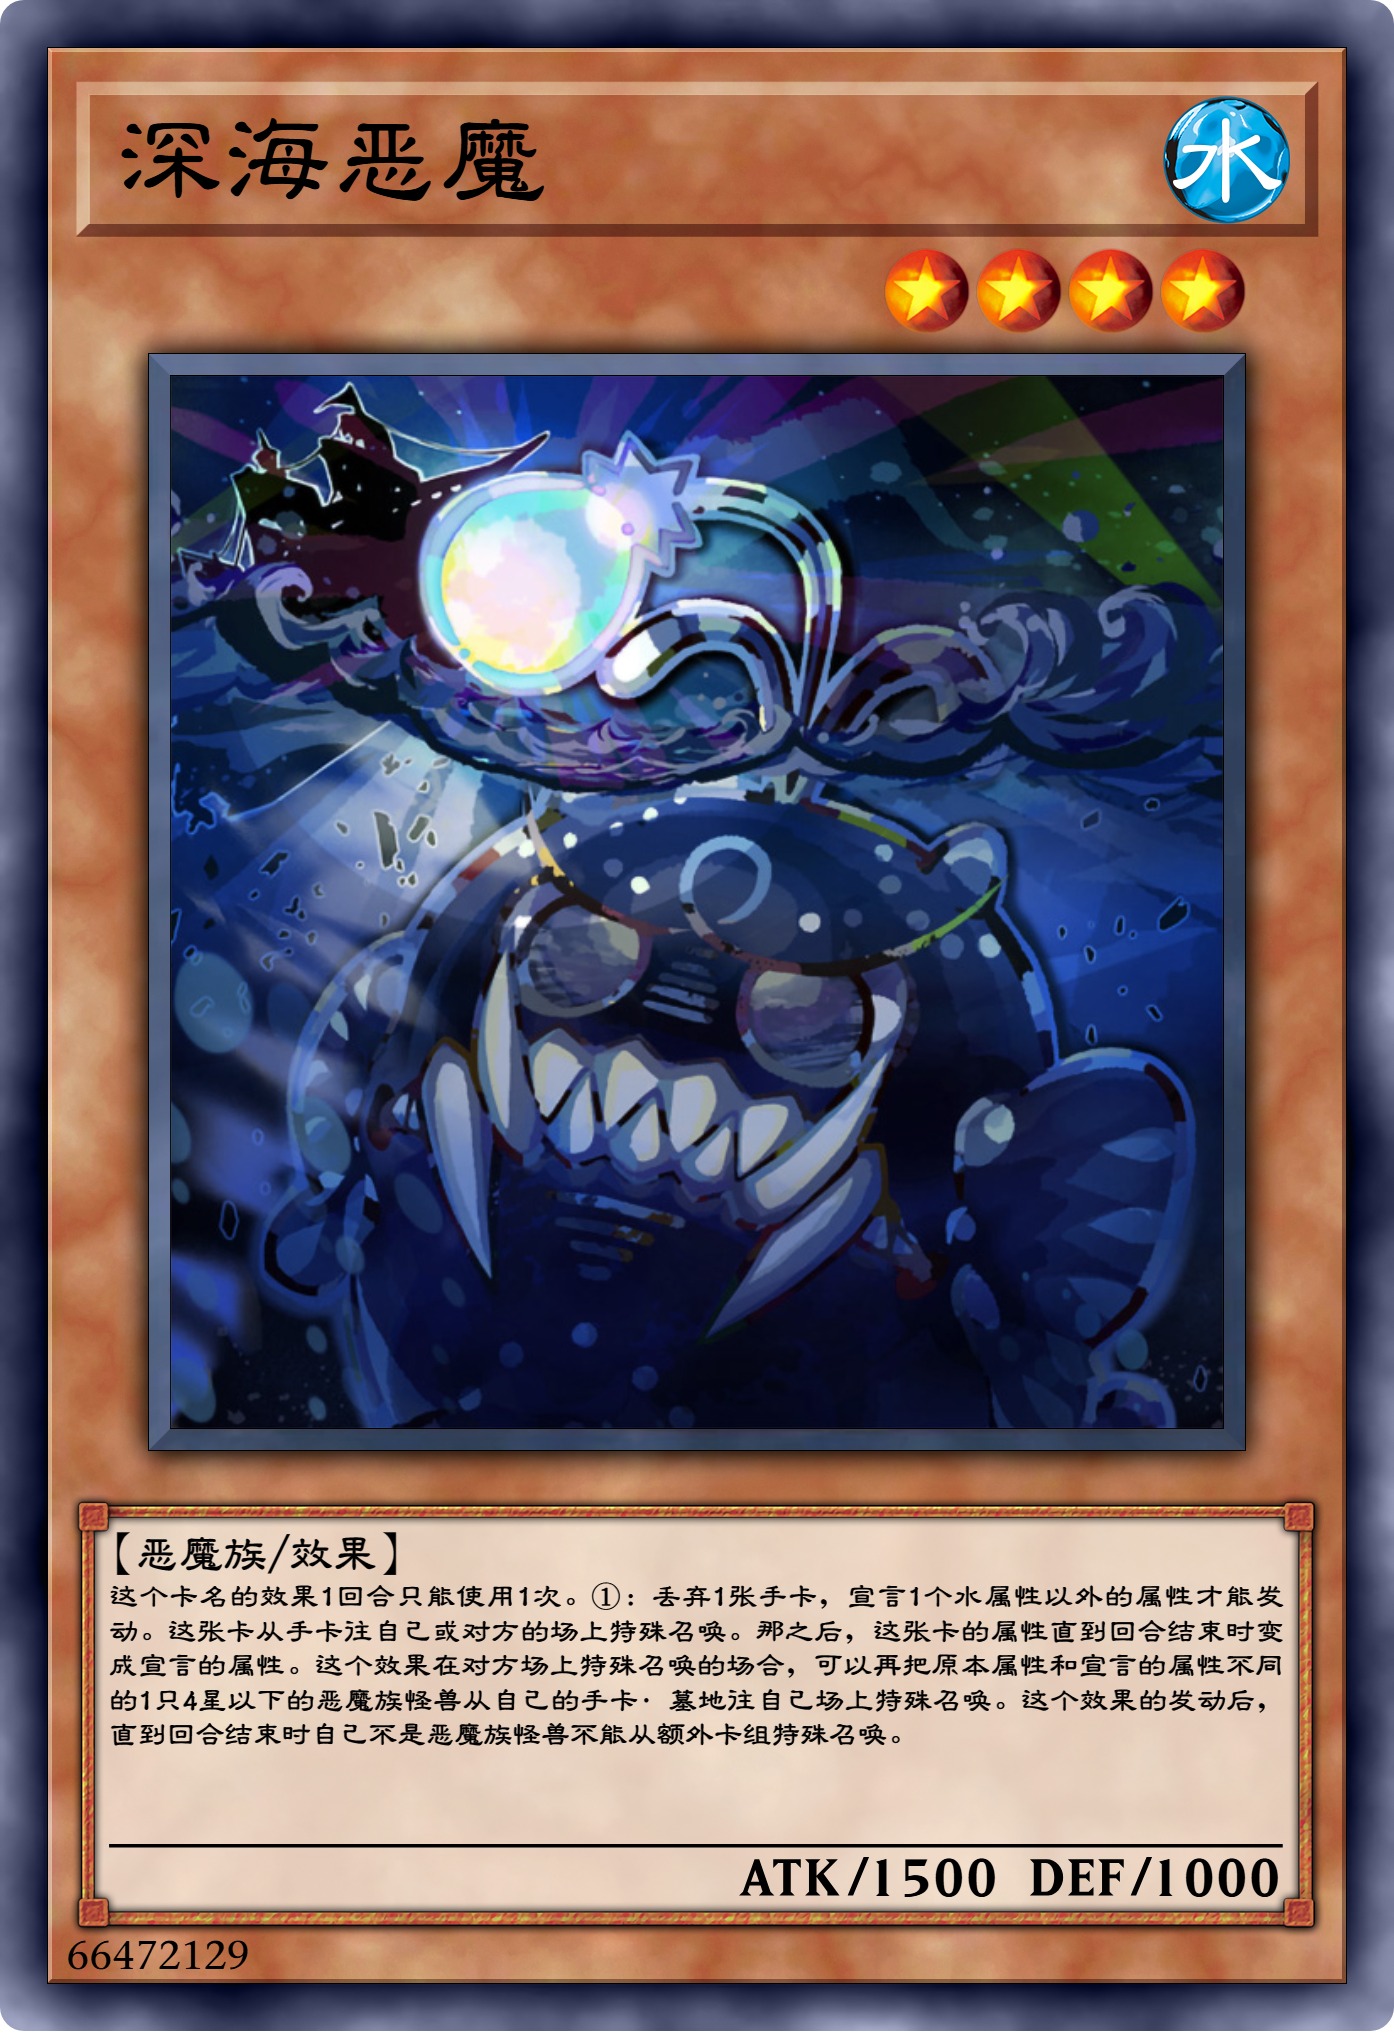 深海恶魔
水
【恶魔族/效果】
这个卡名的效果1回合只能使用1次。①：丢弃1张手卡，宣言1个水属性以外的属性才能发
动。这张卡从手卡往自己或对方的场上特殊召唤。那之后，这张卡的属性直到回合结束时变
成宣言的属性。这个效果在对方场上特殊召唤的场合，可以再把原本属性和宣言的属性不同
的1只4星以下的恶魔族怪兽从自己的手卡·墓地往自己场上特殊召唤。这个效果的发动后，
直到回合结束时自己不是恶魔族怪兽不能从额外卡组特殊召唤。
ATK/1500 DEF/1000
66472129